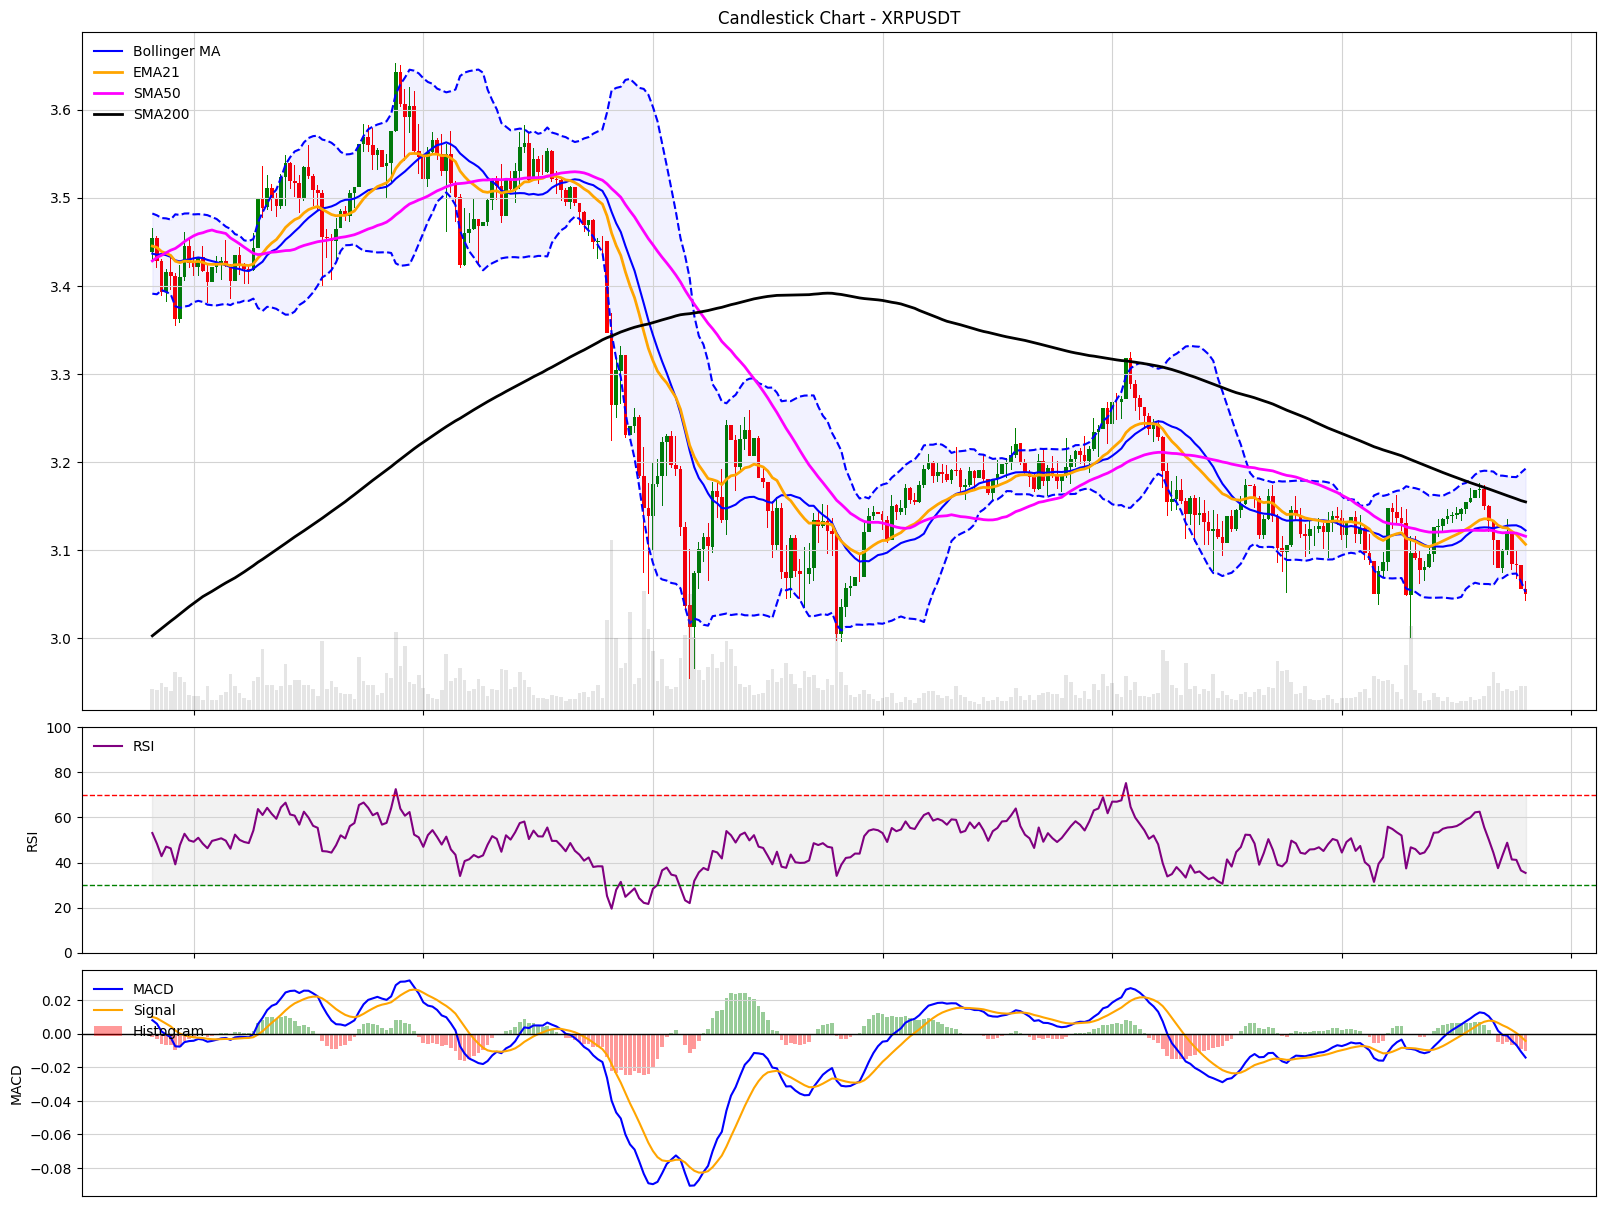 Candlestick Chart - XRPUSDT
Bollinger MA
EMA21
SMA50
SMA200
3.6
3.5
3.4
3.3
3.2
3.1
3.0
100
80
60
40
20
0
RSI
RSI
0.02
0.00
−0.02
−0.04
−0.06
−0.08
MACD
MACD
Signal
Histogram